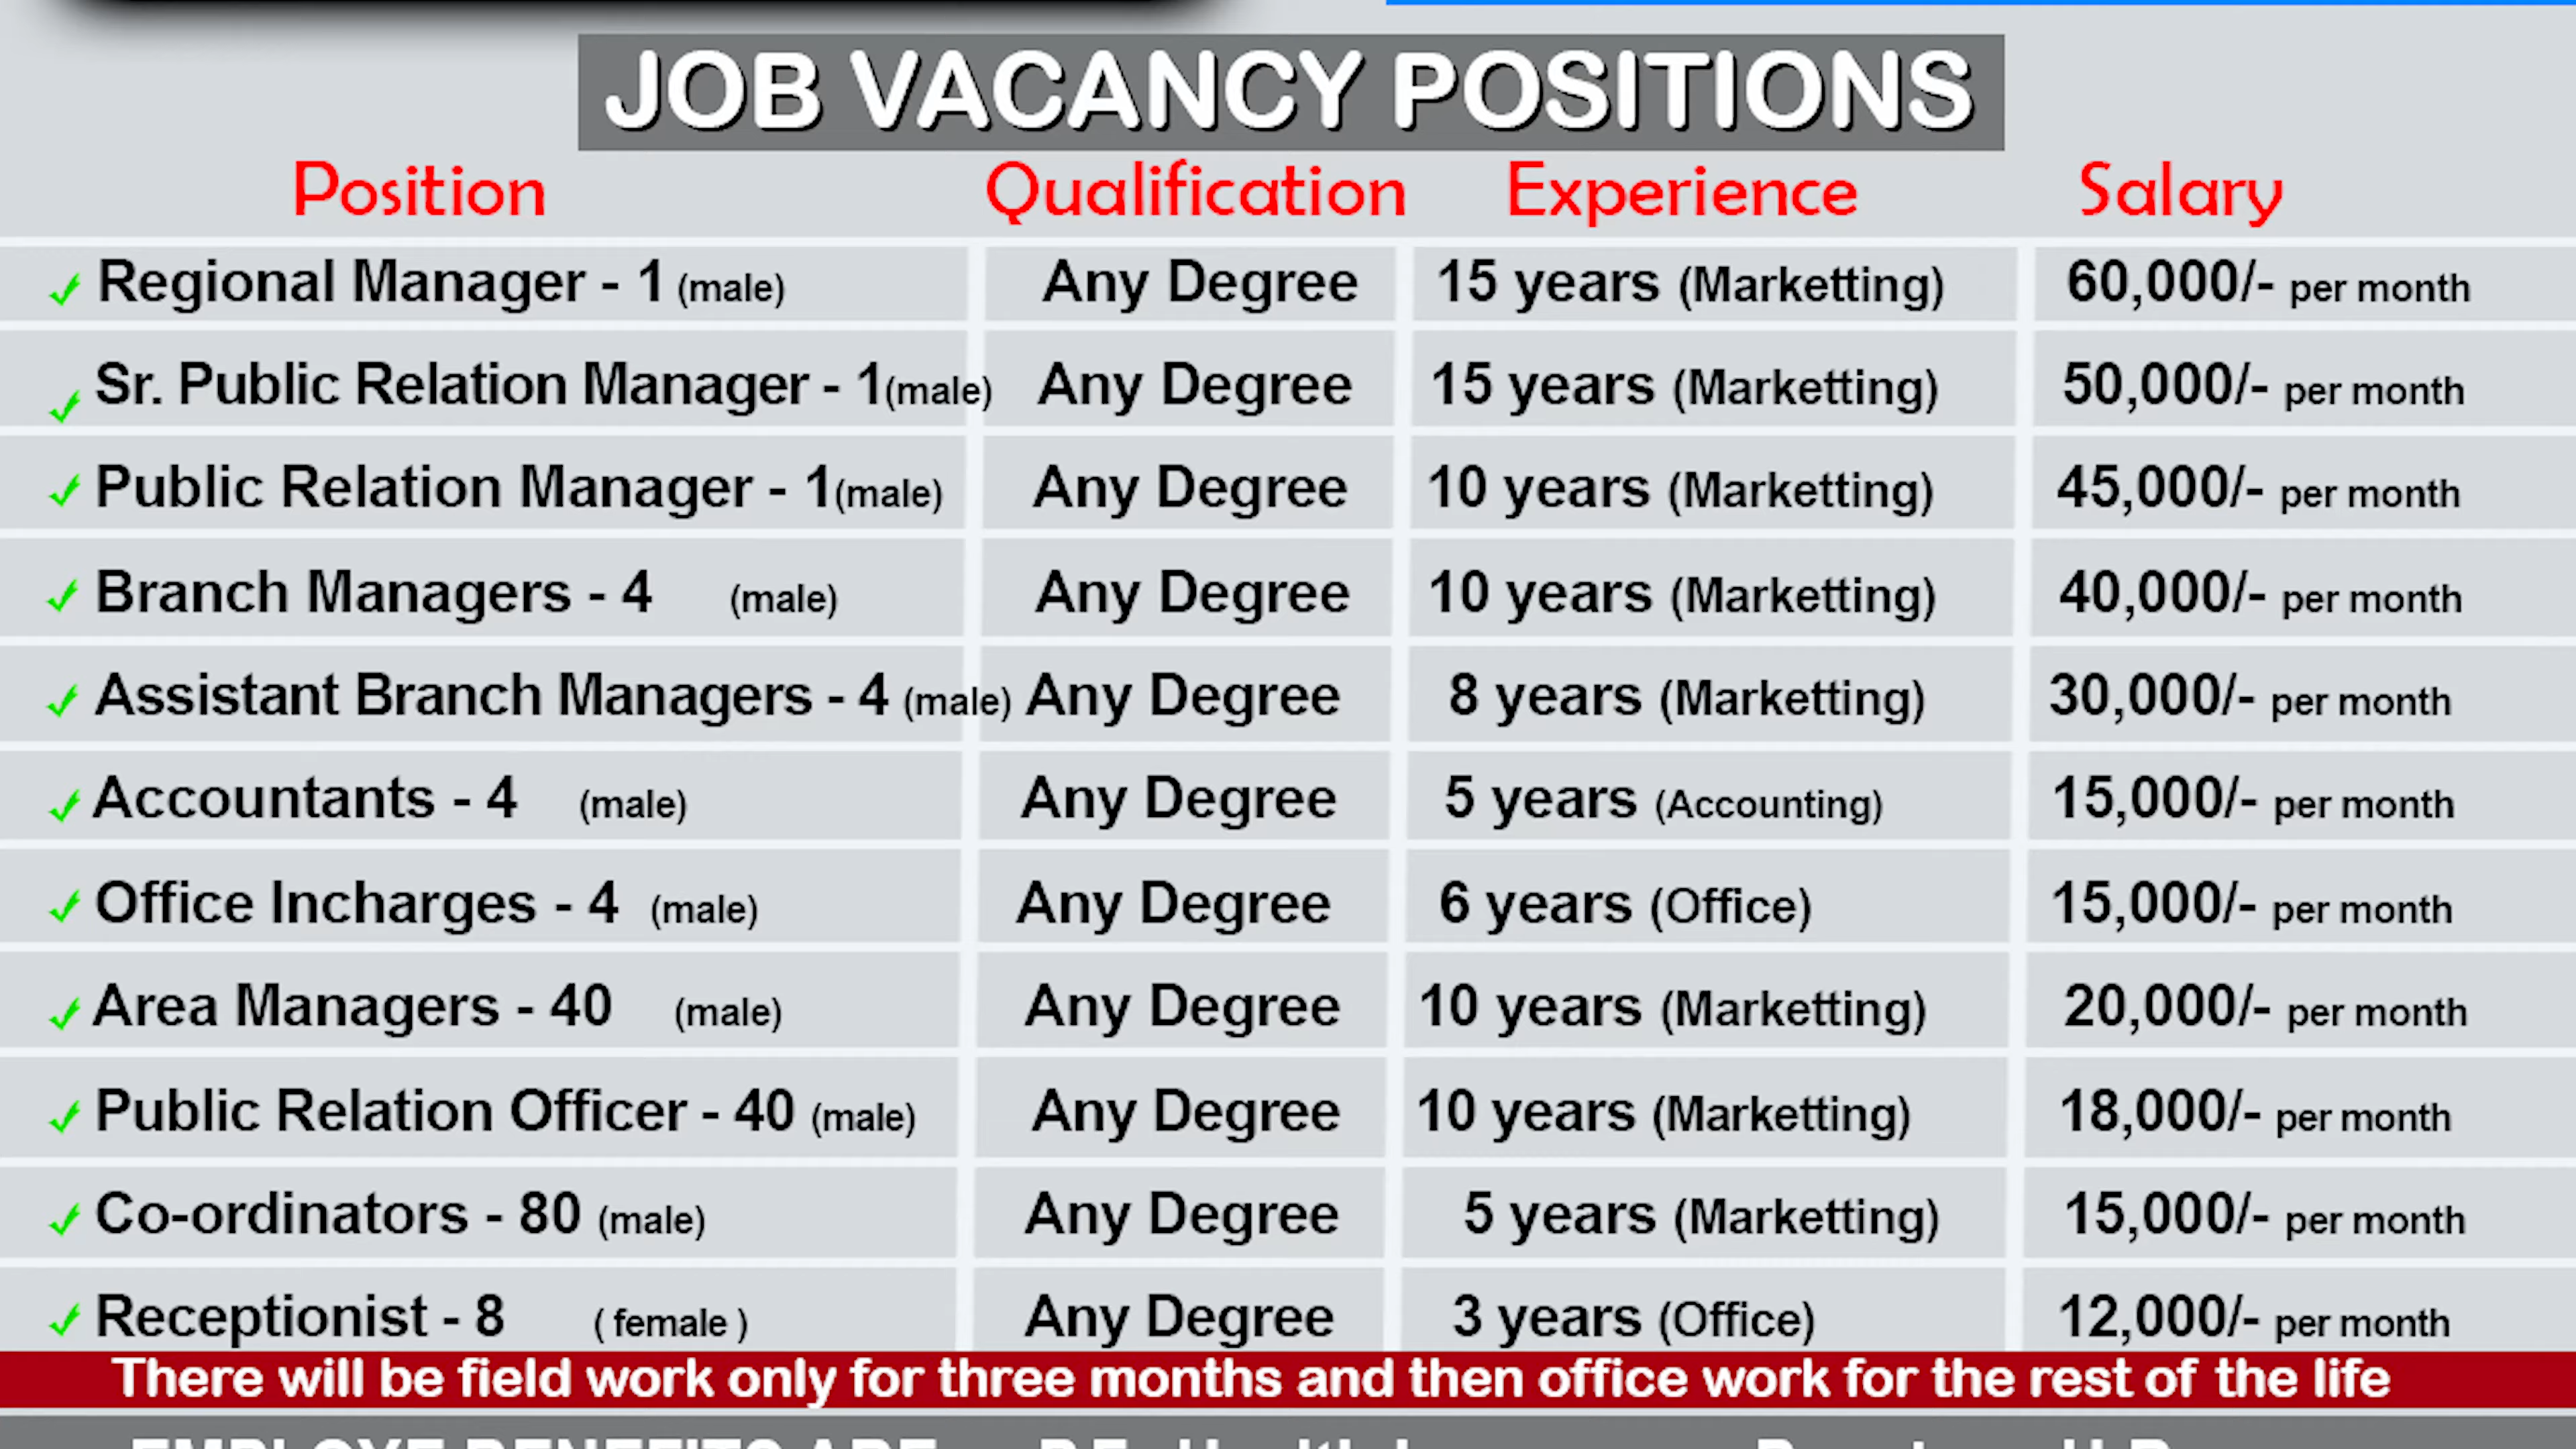 JOB VACANCY POSITIONS
Position Qualification Experience Salary
Regional Manager - 1 (male) Any Degree 15 years (Marketting) 60,000/- per month
Sr. Public Relation Manager - 1(male) Any Degree 15 years (Marketting) 50,000/- per month
Public Relation Manager - 1(male) Any Degree 10 years (Marketting) 45,000/- per month
Branch Managers - 4 (male) Any Degree 10 years (Marketting) 40,000/- per month
Assistant Branch Managers - 4 (male) Any Degree 8 years (Marketting) 30,000/- per month
Accountants - 4 (male) Any Degree 5 years (Accounting) 15,000/- per month
Office Incharges - 4 (male) Any Degree 6 years (Office) 15,000/- per month
Area Managers - 40 (male) Any Degree 10 years (Marketting) 20,000/- per month
Public Relation Officer - 40 (male) Any Degree 10 years (Marketting) 18,000/- per month
Co-ordinators - 80 (male) Any Degree 5 years (Marketting) 15,000/- per month
Receptionist - 8 ( female ) Any Degree 3 years (Office) 12,000/- per month
There will be field work only for three months and then office work for the rest of the life
EMPLOYE BENEFITS ARE